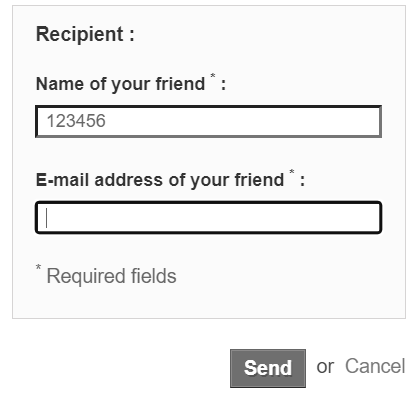 Recipient :
Name of your friend * :
123456
E-mail address of your friend * :
* Required fields
Send or Cancel